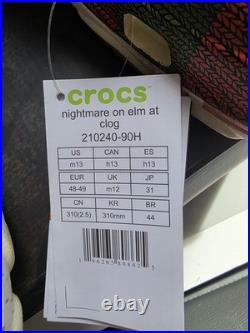 crocs
nightmare on elm at
clog
210240-90H
US CAN ES
m13 h13 h13
EUR UK JP
48-49 m12 31
CN KR BR
310(2.5) 310mm 44